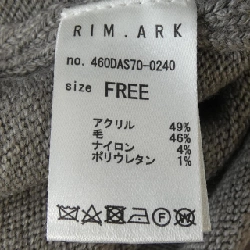 RIM.ARK
no. 460DAS70-0240
size FREE
アクリル 49%
毛 46%
ナイロン 4%
ポリウレタン 1%